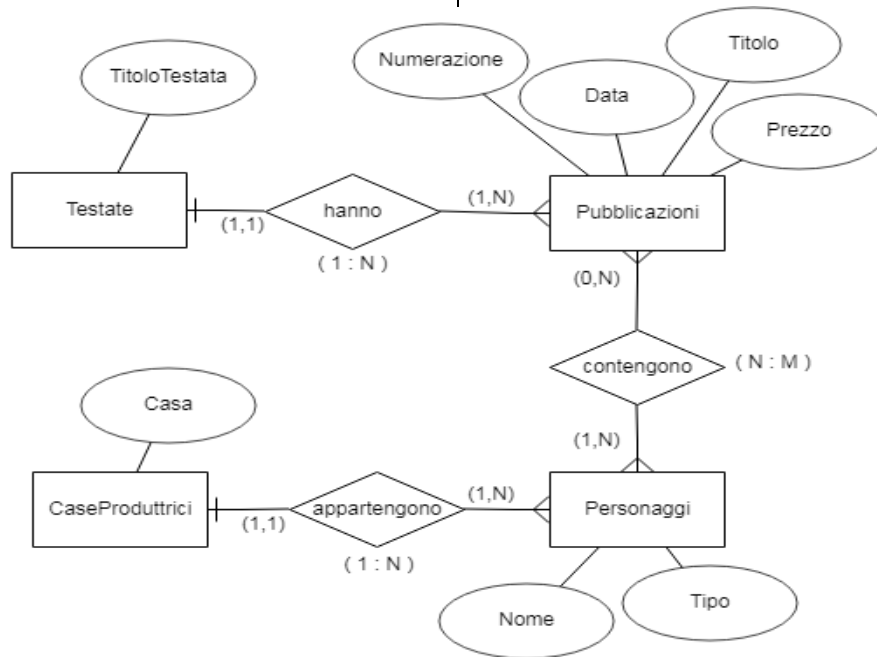 Titolo
Numerazione
TitoloTestata
Data
Prezzo
Testate
hanno
(1,N)
Pubblicazioni
(1,1)
( 1 : N )
(0,N)
contengono
( N : M )
Casa
(1,N)
CaseProduttrici
appartengono
(1,N)
Personaggi
(1,1)
( 1 : N )
Nome
Tipo